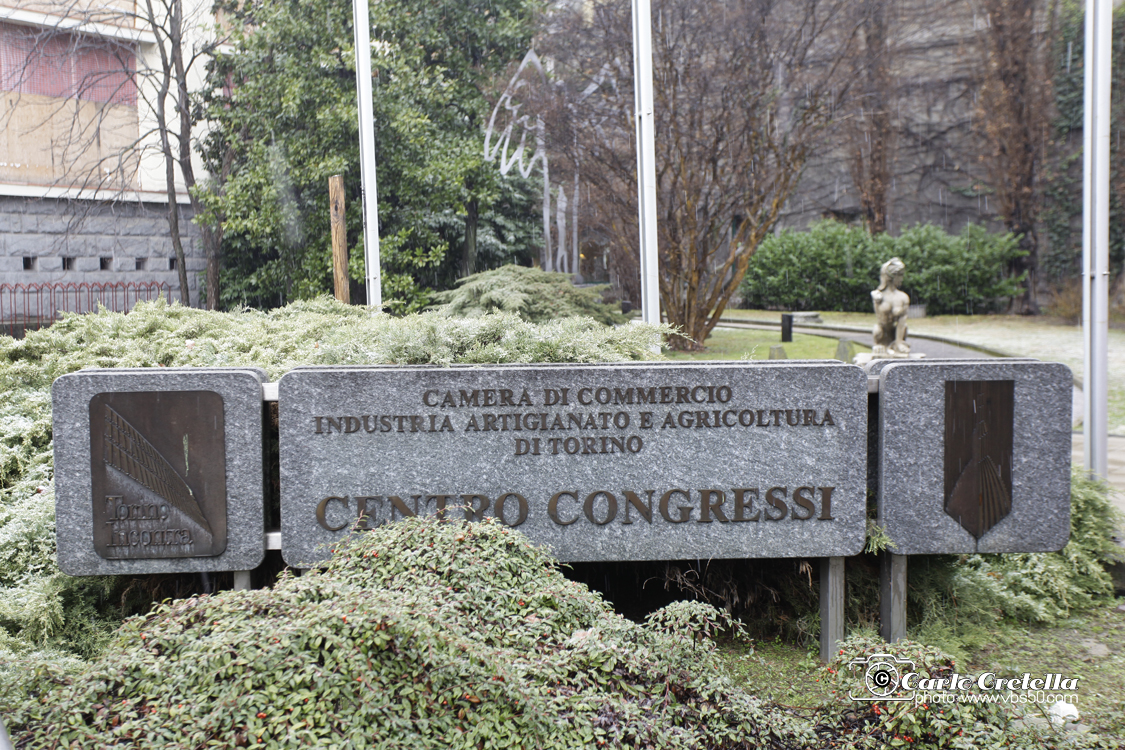 CAMERA DI COMMERCIO
INDUSTRIA ARTIGIANATO E AGRICOLTURA
DI TORINO
CENTRO CONGRESSI
Torino
Incontra
© Carlo Cretella
photo www.vbs50.com